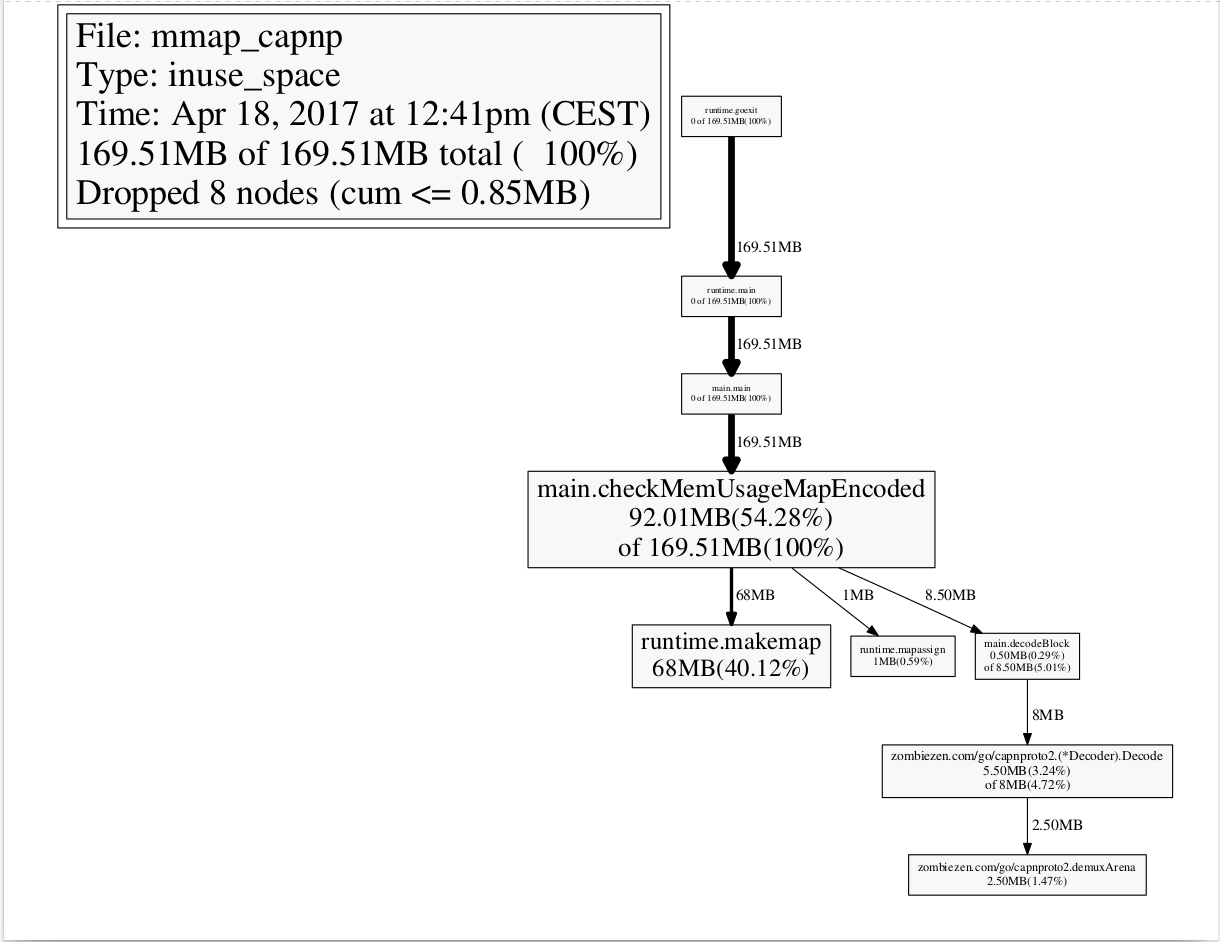 File: mmap_capnp
Type: inuse_space
Time: Apr 18, 2017 at 12:41pm (CEST)
169.51MB of 169.51MB total (  100%)
Dropped 8 nodes (cum <= 0.85MB)
runtime.goexit
0 of 169.51MB(100%)
169.51MB
runtime.main
0 of 169.51MB(100%)
169.51MB
main.main
0 of 169.51MB(100%)
169.51MB
main.checkMemUsageMapEncoded
92.01MB(54.28%)
of 169.51MB(100%)
68MB
1MB
8.50MB
runtime.makemap
68MB(40.12%)
runtime.mapassign
1MB(0.59%)
main.decodeBlock
0.50MB(0.29%)
of 8.50MB(5.01%)
8MB
zombiezen.com/go/capnproto2.(*Decoder).Decode
5.50MB(3.24%)
of 8MB(4.72%)
2.50MB
zombiezen.com/go/capnproto2.demuxArena
2.50MB(1.47%)